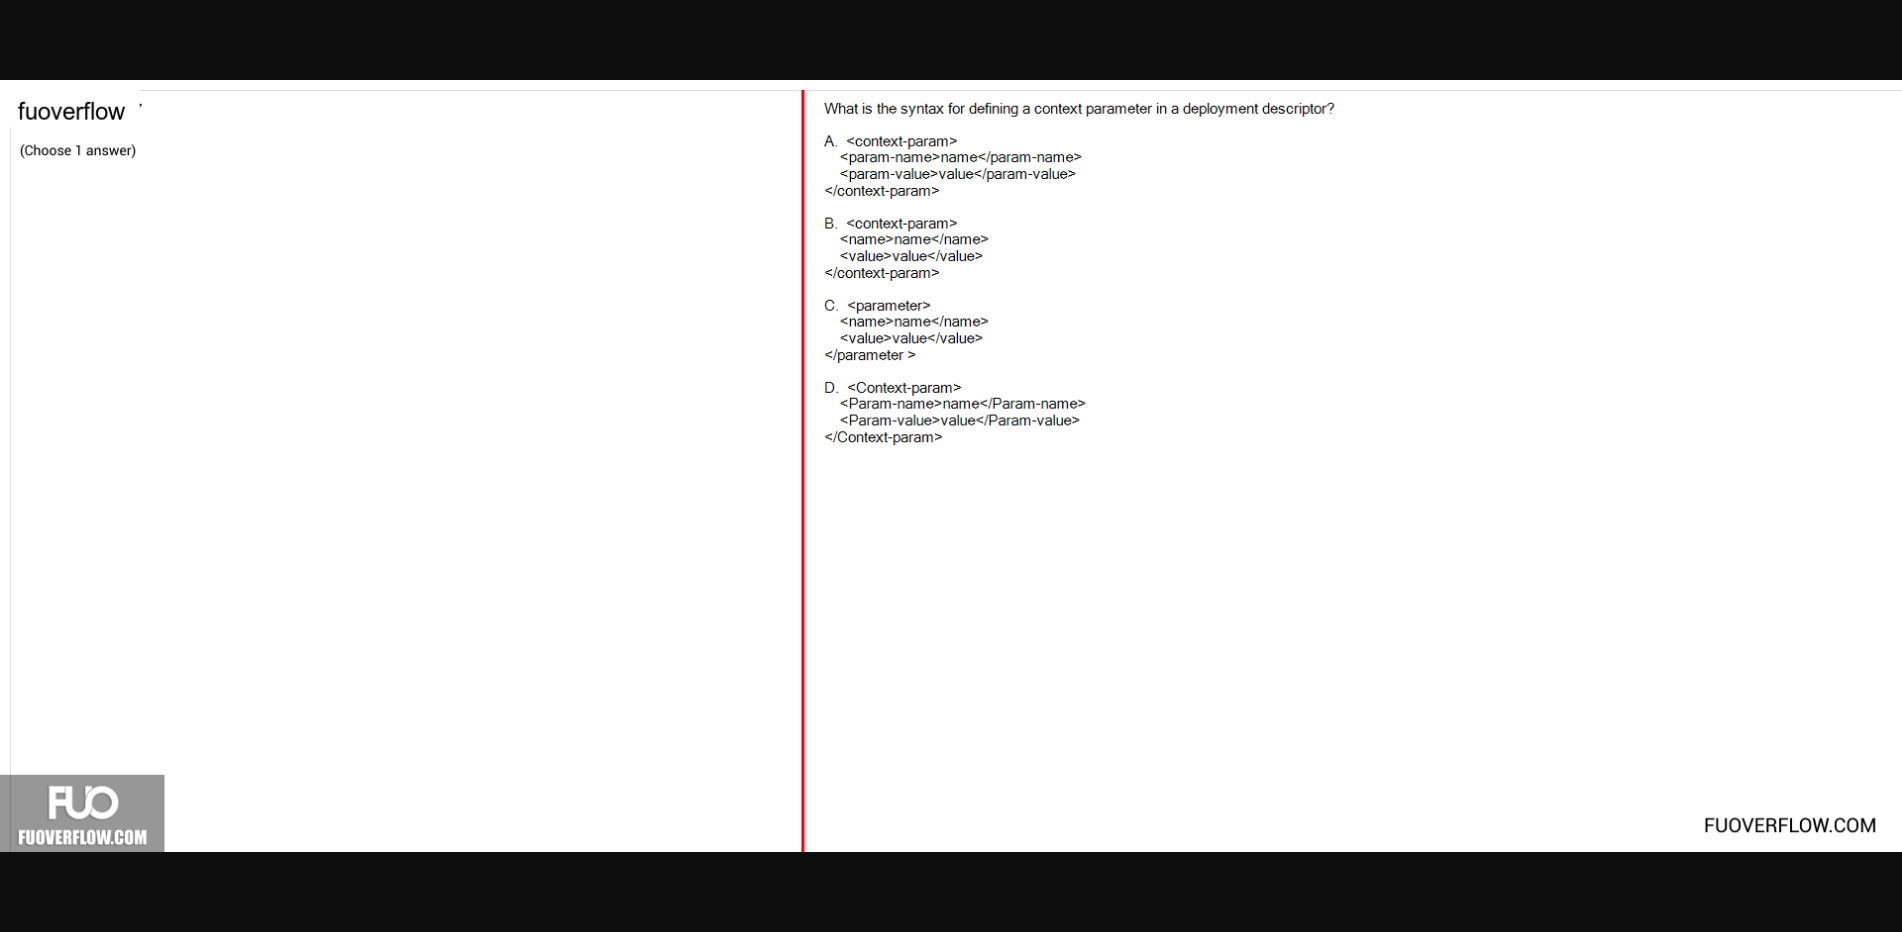 fuoverflow
(Choose 1 answer)
What is the syntax for defining a context parameter in a deployment descriptor?
A. <context-param>
<param-name>name</param-name>
<param-value>value</param-value>
</context-param>
B. <context-param>
<name>name</name>
<value>value</value>
</context-param>
C. <parameter>
<name>name</name>
<value>value</value>
</parameter >
D. <Context-param>
<Param-name>name</Param-name>
<Param-value>value</Param-value>
</Context-param>
FUO
FUOVERFLOW.COM
FUOVERFLOW.COM